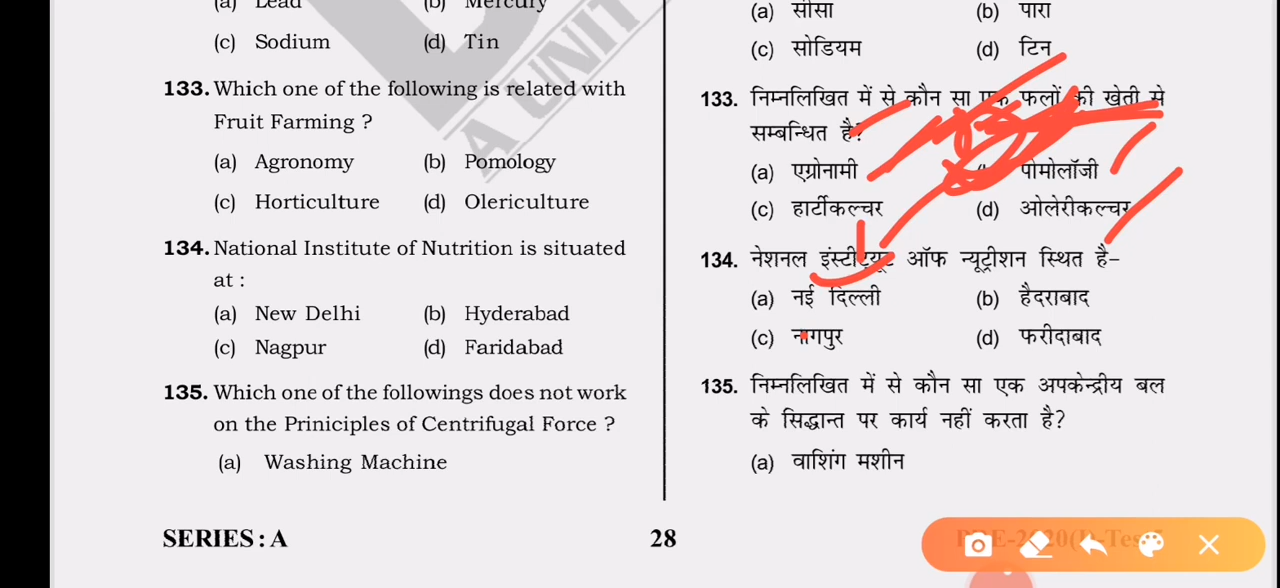 (a) Lead (b) Mercury
(c) Sodium (d) Tin
133. Which one of the following is related with
Fruit Farming ?
(a) Agronomy (b) Pomology
(c) Horticulture (d) Olericulture
134. National Institute of Nutrition is situated
at :
(a) New Delhi (b) Hyderabad
(c) Nagpur (d) Faridabad
135. Which one of the followings does not work
on the Priniciples of Centrifugal Force ?
(a) Washing Machine
(a) सीसा (b) पारा
(c) सोडियम (d) टिन
133. निम्नलिखित में से कौन सा एक फलों की खेती से
सम्बन्धित है?
(a) एग्रोनामी पोमोलॉजी
(c) हार्टीकल्चर (d) ओलेरीकल्चर
134. नेशनल इंस्टीट्यूट ऑफ न्यूट्रीशन स्थित है–
(a) नई दिल्ली (b) हैदराबाद
(c) नागपुर (d) फरीदाबाद
135. निम्नलिखित में से कौन सा एक अपकेन्द्रीय बल
के सिद्धान्त पर कार्य नहीं करता है?
(a) वाशिंग मशीन
A UNIT
SERIES : A 28